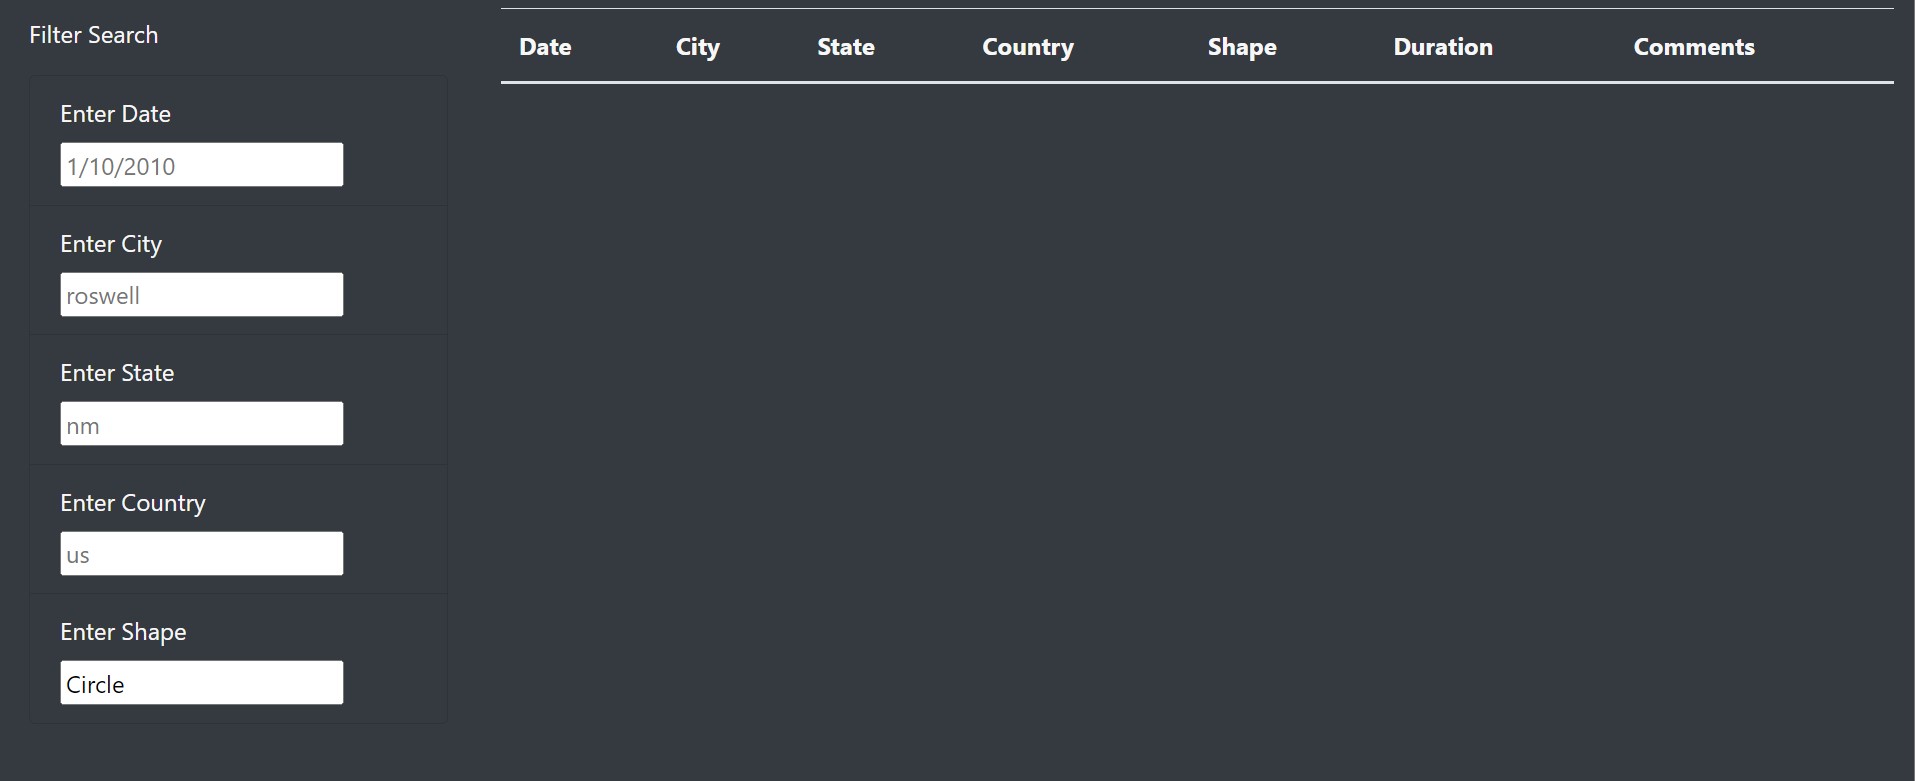 Filter Search
Enter Date
1/10/2010
Enter City
roswell
Enter State
nm
Enter Country
us
Enter Shape
Circle
Date City State Country Shape Duration Comments